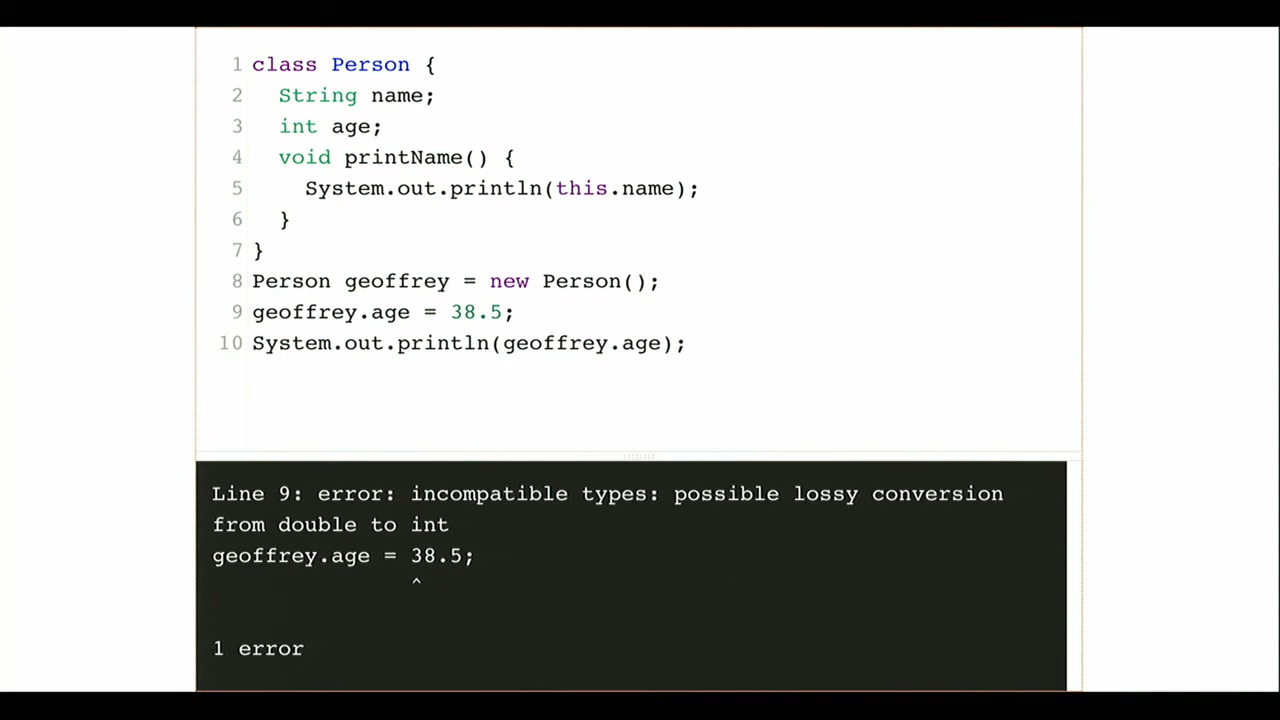 1 class Person {
2   String name;
3   int age;
4   void printName() {
5     System.out.println(this.name);
6   }
7 }
8 Person geoffrey = new Person();
9 geoffrey.age = 38.5;
10 System.out.println(geoffrey.age);
Line 9: error: incompatible types: possible lossy conversion
from double to int
geoffrey.age = 38.5;
               ^
1 error